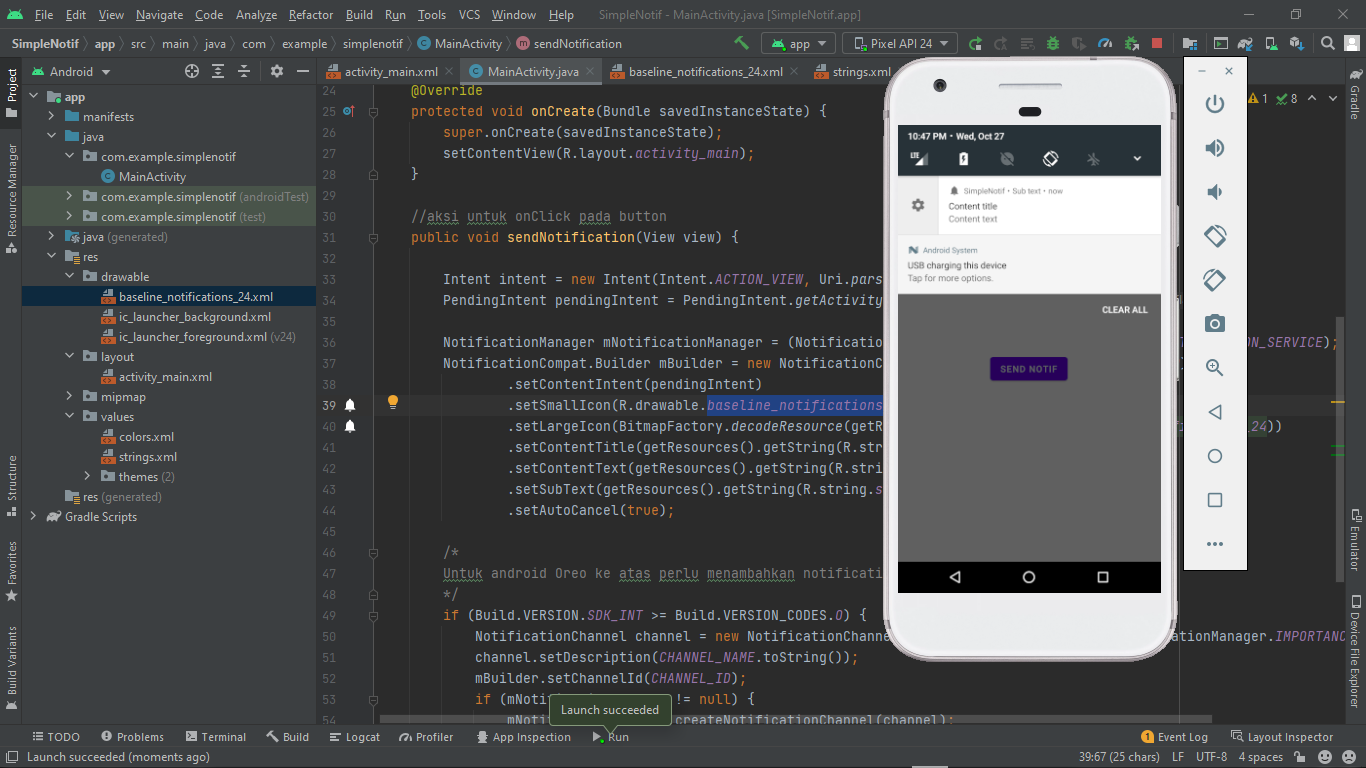 File Edit View Navigate Code Analyze Refactor Build Run Tools VCS Window Help SimpleNotif - MainActivity.java [SimpleNotif.app]
SimpleNotif app src main java com example simplenotif MainActivity sendNotification app Pixel API 24
Android
activity_main.xml MainActivity.java baseline_notifications_24.xml strings.xml
Project
Resource Manager
Structure
Favorites
Build Variants
app
manifests
java
com.example.simplenotif
MainActivity
com.example.simplenotif (androidTest)
com.example.simplenotif (test)
java (generated)
res
drawable
baseline_notifications_24.xml
ic_launcher_background.xml
ic_launcher_foreground.xml (v24)
layout
activity_main.xml
mipmap
values
colors.xml
strings.xml
themes (2)
res (generated)
Gradle Scripts
24 @Override
25 protected void onCreate(Bundle savedInstanceState) {
26 super.onCreate(savedInstanceState);
27 setContentView(R.layout.activity_main);
28 }
29
30 //aksi untuk onClick pada button
31 public void sendNotification(View view) {
32
33 Intent intent = new Intent(Intent.ACTION_VIEW, Uri.pars
34 PendingIntent pendingIntent = PendingIntent.getActivity
35
36 NotificationManager mNotificationManager = (Notification ON_SERVICE);
37 NotificationCompat.Builder mBuilder = new NotificationC
38 .setContentIntent(pendingIntent)
39 .setSmallIcon(R.drawable.baseline_notifications
40 .setLargeIcon(BitmapFactory.decodeResource(getR 24))
41 .setContentTitle(getResources().getString(R.str
42 .setContentText(getResources().getString(R.stri
43 .setSubText(getResources().getString(R.string.s
44 .setAutoCancel(true);
45
46 /*
47 Untuk android Oreo ke atas perlu menambahkan notificati
48 */
49 if (Build.VERSION.SDK_INT >= Build.VERSION_CODES.O) {
50 NotificationChannel channel = new NotificationChanne ationManager.IMPORTANC
51 channel.setDescription(CHANNEL_NAME.toString());
52 mBuilder.setChannelId(CHANNEL_ID);
53 if (mNoti != null) {
54 mNot createNotificationChannel(channel);
Launch succeeded
10:47 PM • Wed, Oct 27
LTE
SimpleNotif • Sub text • now
Content title
Content text
Android System
USB charging this device
Tap for more options.
CLEAR ALL
SEND NOTIF
1 8
Gradle
Emulator
Device File Explorer
TODO Problems Terminal Build Logcat Profiler App Inspection Run 1 Event Log Layout Inspector
Launch succeeded (moments ago) 39:67 (25 chars) LF UTF-8 4 spaces